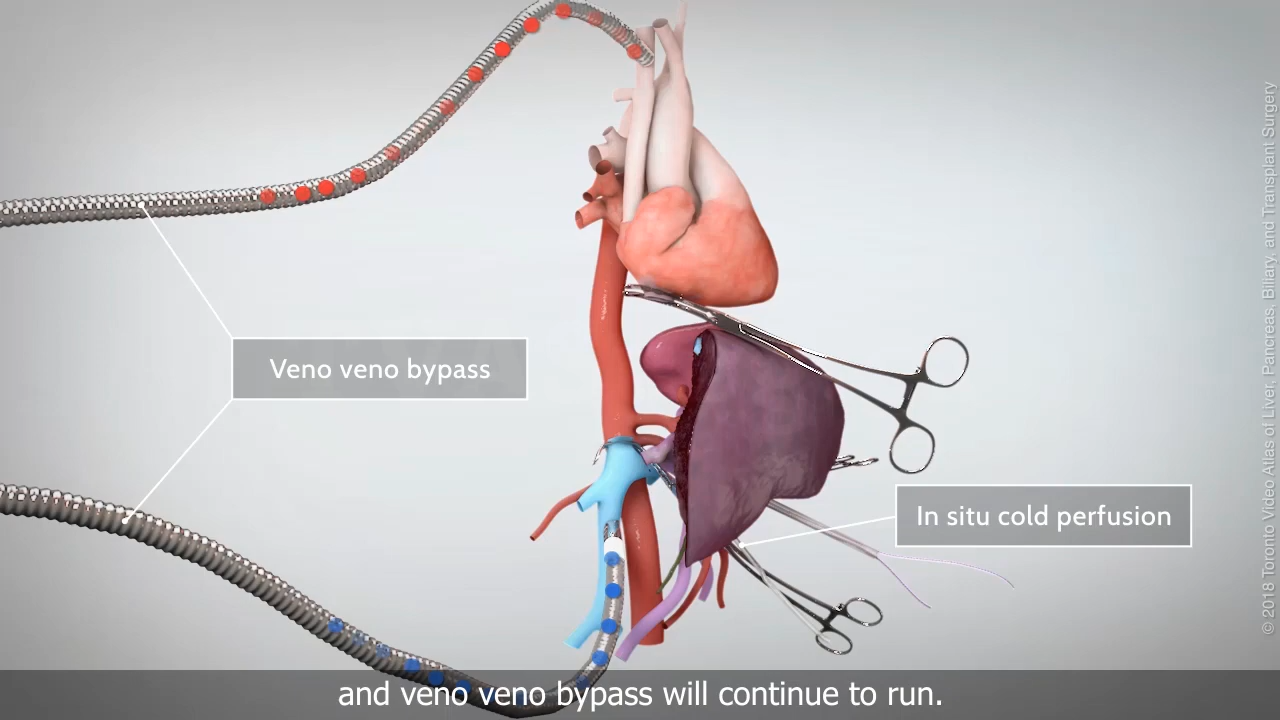 Veno veno bypass
In situ cold perfusion
and veno veno bypass will continue to run.
© 2018 Toronto Video Atlas of Liver, Pancreas, Biliary, and Transplant Surgery